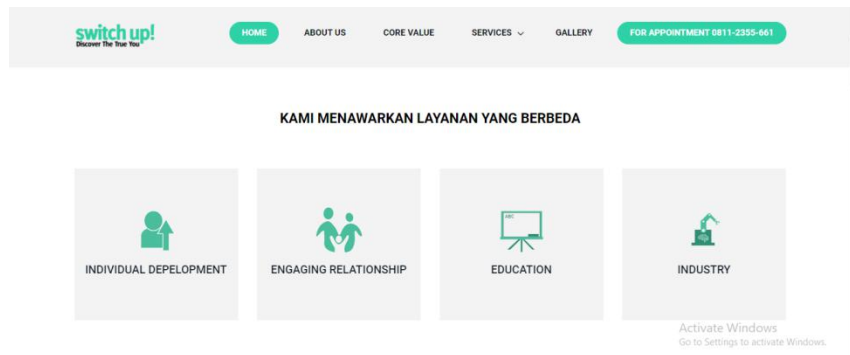 switch up!
Discover The True You
HOME
ABOUT US
CORE VALUE
SERVICES
GALLERY
FOR APPOINTMENT 0811-2355-661
KAMI MENAWARKAN LAYANAN YANG BERBEDA
INDIVIDUAL DEPELOPMENT
ENGAGING RELATIONSHIP
ABC
EDUCATION
INDUSTRY
Activate Windows
Go to Settings to activate Windows.